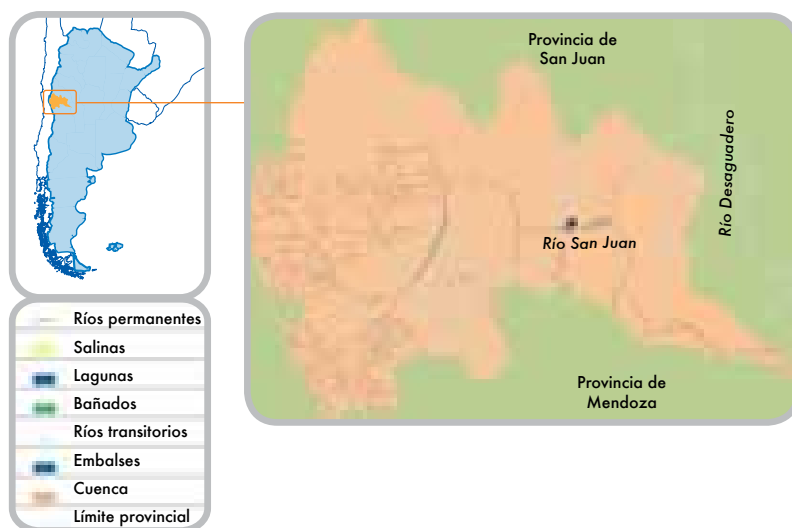 Provincia de
San Juan
Río Desaguadero
Río San Juan
Provincia de
Mendoza
Ríos permanentes
Salinas
Lagunas
Bañados
Ríos transitorios
Embalses
Cuenca
Límite provincial